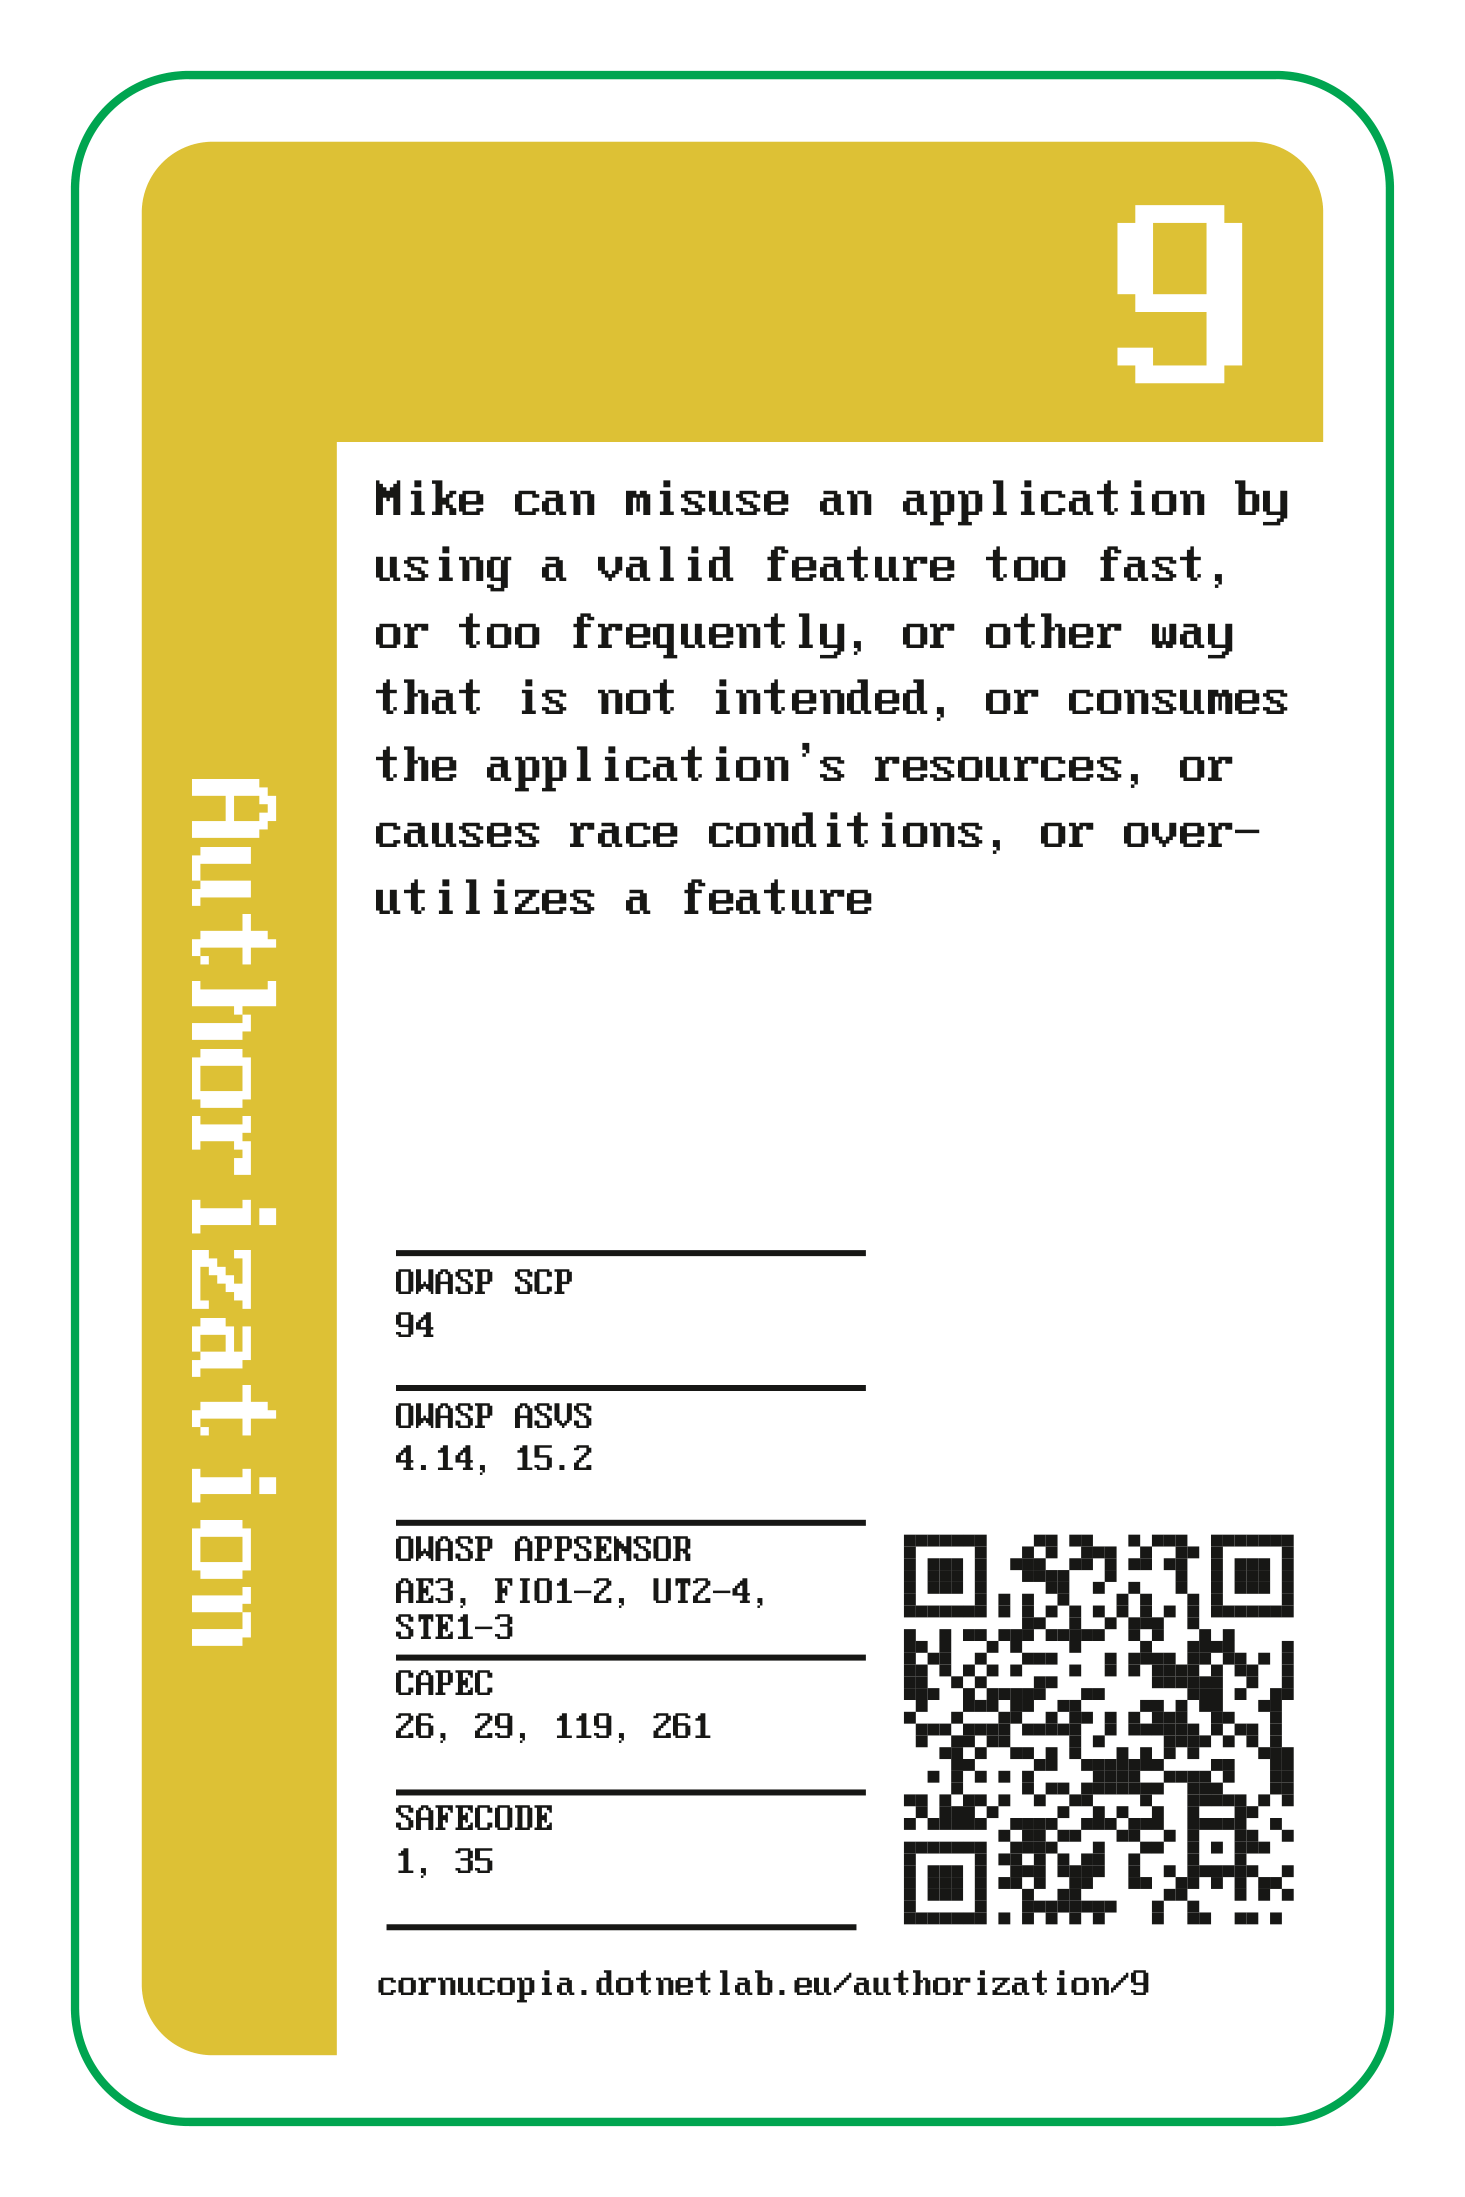 9
Mike can misuse an application by
using a valid feature too fast,
or too frequently, or other way
that is not intended, or consumes
the application's resources, or
causes race conditions, or over-
utilizes a feature
Authorization
OWASP SCP
94
OWASP ASVS
4.14, 15.2
OWASP APPSENSOR
AE3, FIO1-2, UT2-4,
STE1-3
CAPEC
26, 29, 119, 261
SAFECODE
1, 35
cornucopia.dotnetlab.eu/authorization/9